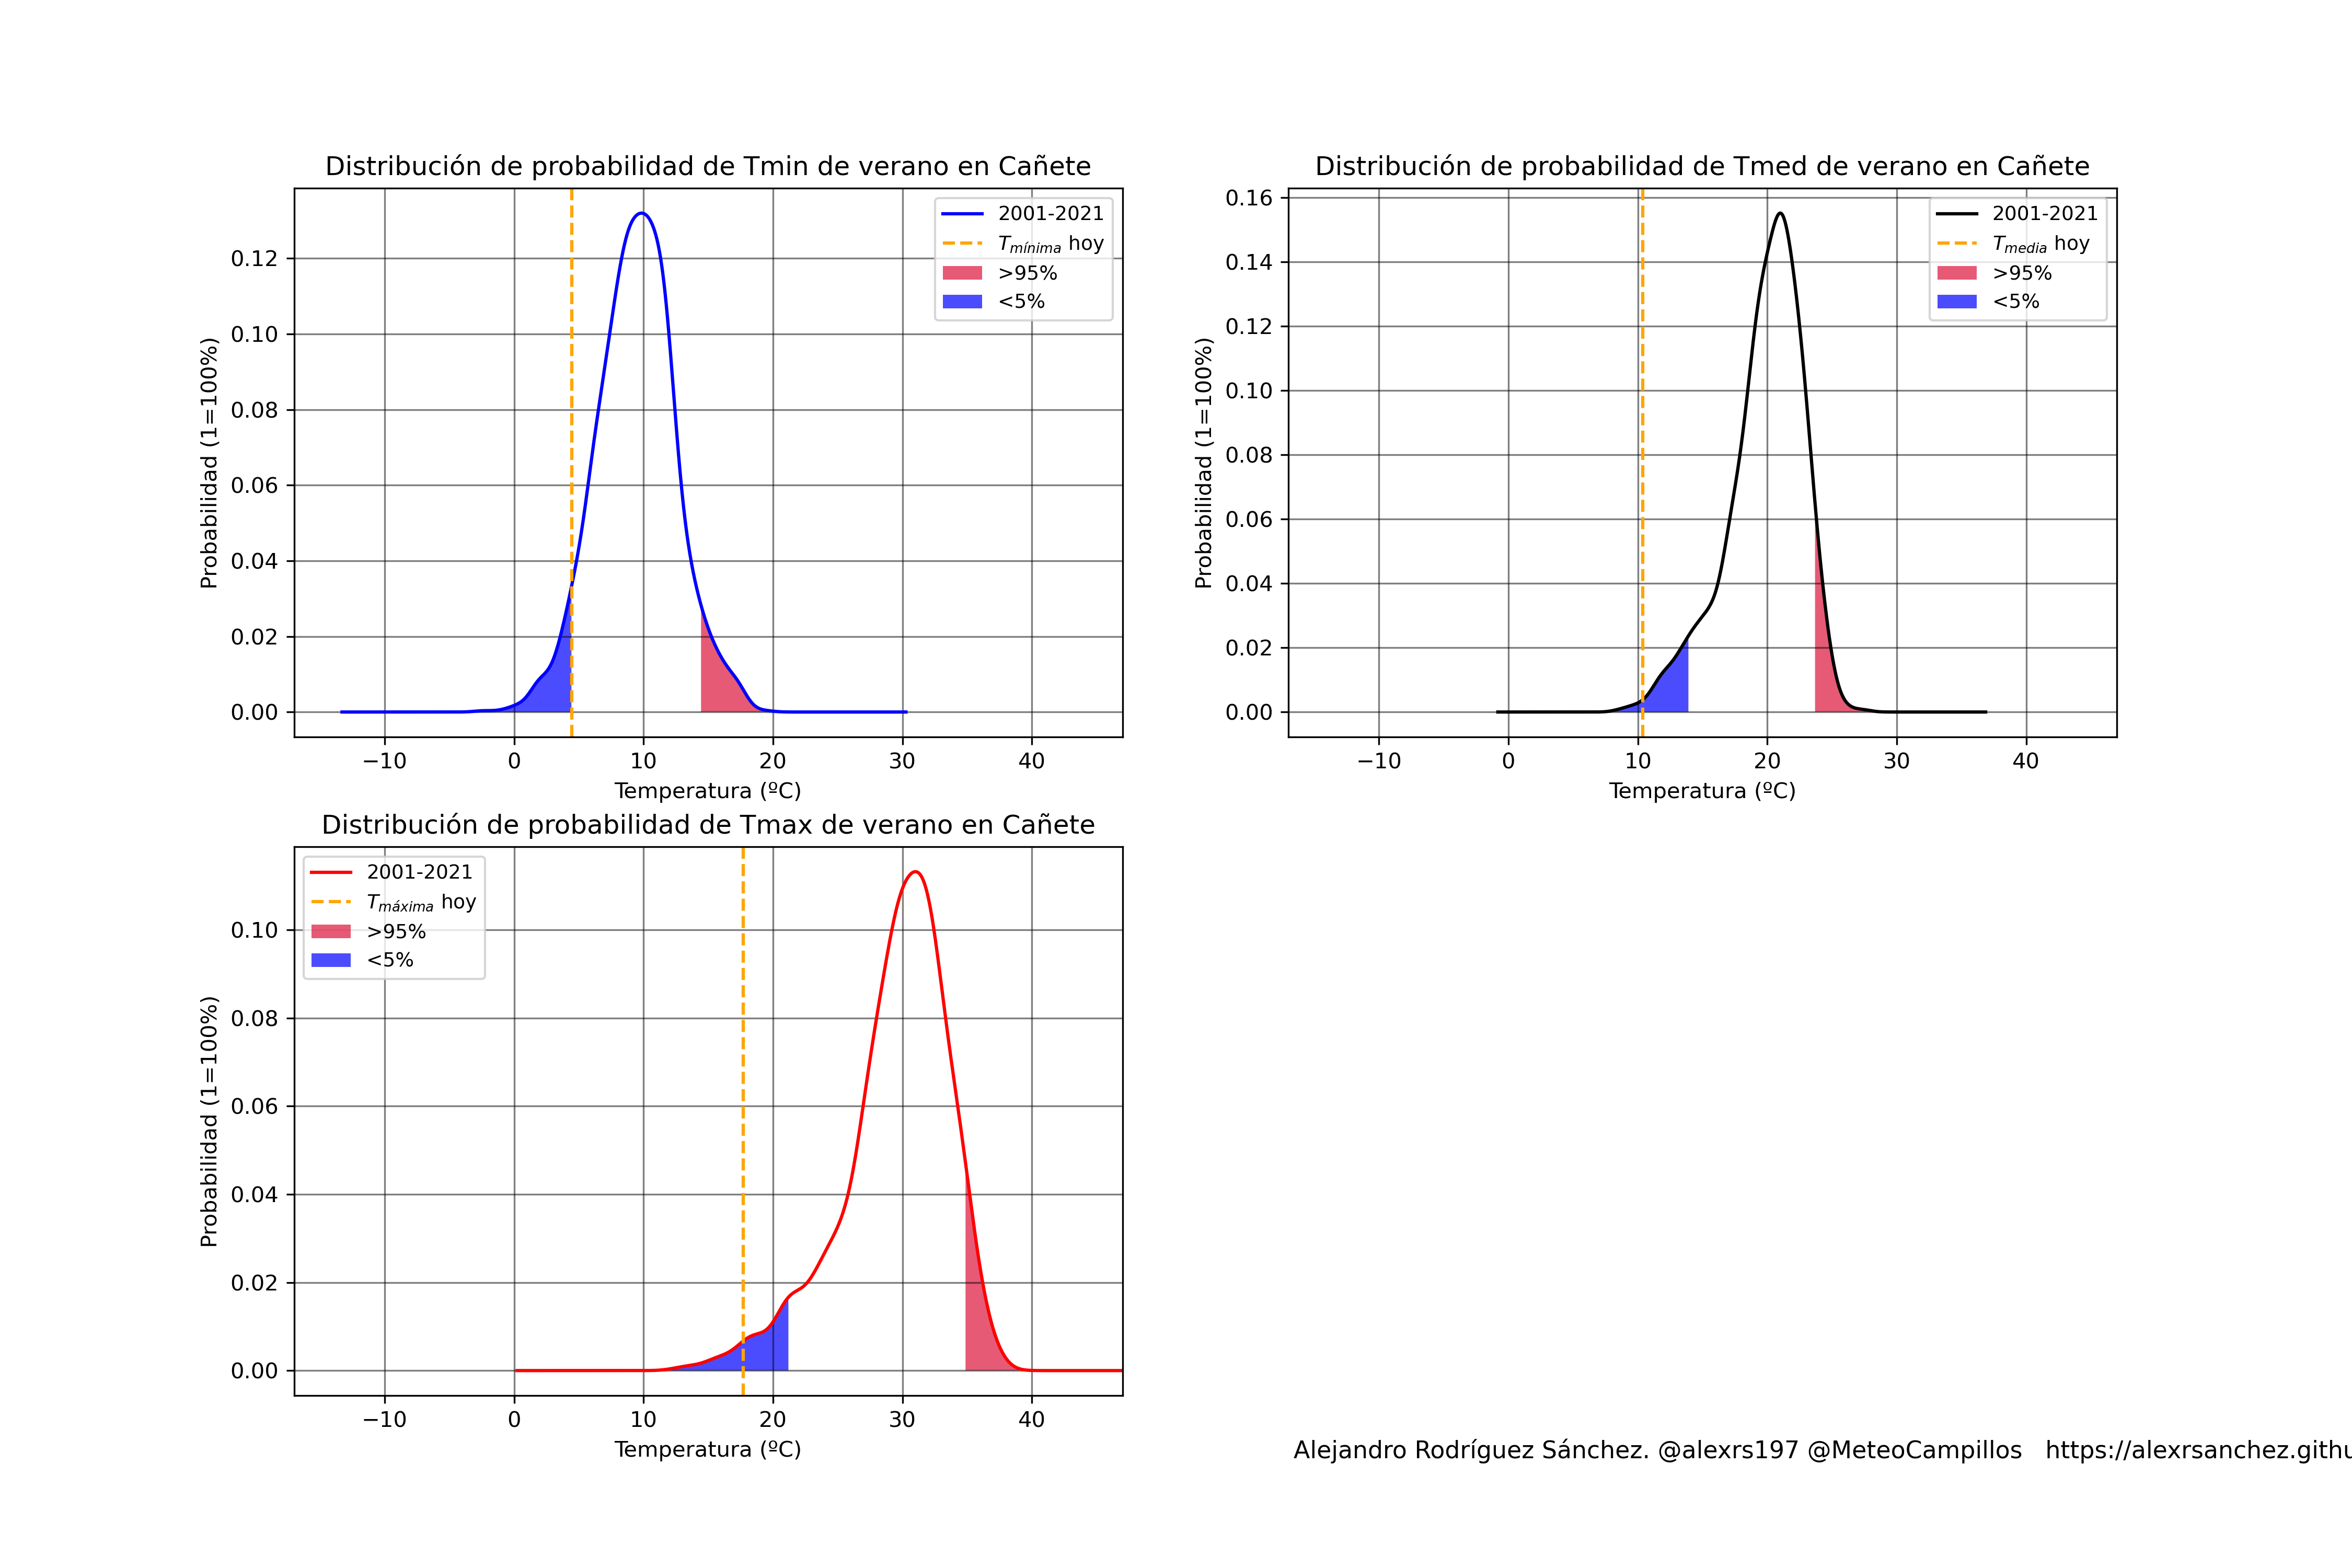 Distribución de probabilidad de Tmin de verano en Cañete
Probabilidad (1=100%)
0.12
0.10
0.08
0.06
0.04
0.02
0.00
−10 0 10 20 30 40
Temperatura (ºC)
2001-2021
Tmínima hoy
>95%
<5%
Distribución de probabilidad de Tmed de verano en Cañete
Probabilidad (1=100%)
0.16
0.14
0.12
0.10
0.08
0.06
0.04
0.02
0.00
−10 0 10 20 30 40
Temperatura (ºC)
2001-2021
Tmedia hoy
>95%
<5%
Distribución de probabilidad de Tmax de verano en Cañete
Probabilidad (1=100%)
0.10
0.08
0.06
0.04
0.02
0.00
−10 0 10 20 30 40
Temperatura (ºC)
2001-2021
Tmáxima hoy
>95%
<5%
Alejandro Rodríguez Sánchez. @alexrs197 @MeteoCampillos https://alexrsanchez.githu